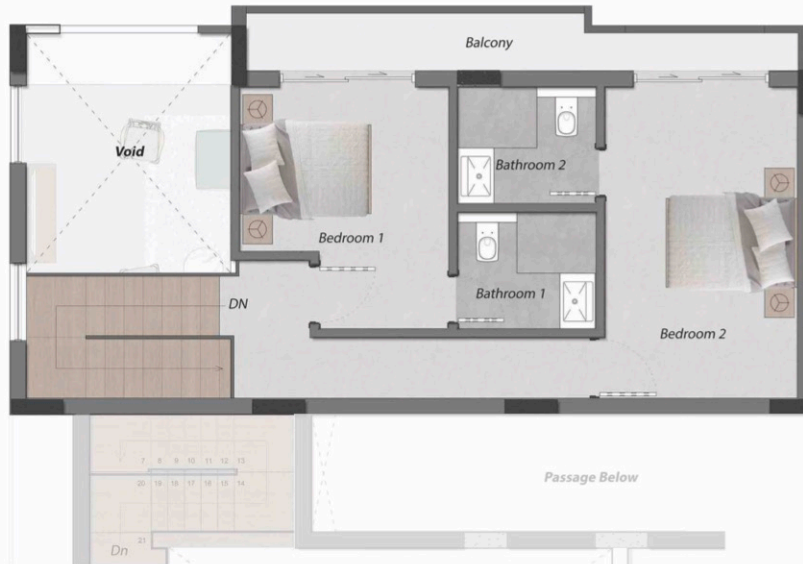 Balcony
Void
Bathroom 2
Bedroom 1
Bathroom 1
DN
Bedroom 2
7 8 9 10 11 12 13
20 19 18 17 16 15 14
Passage Below
21
Dn